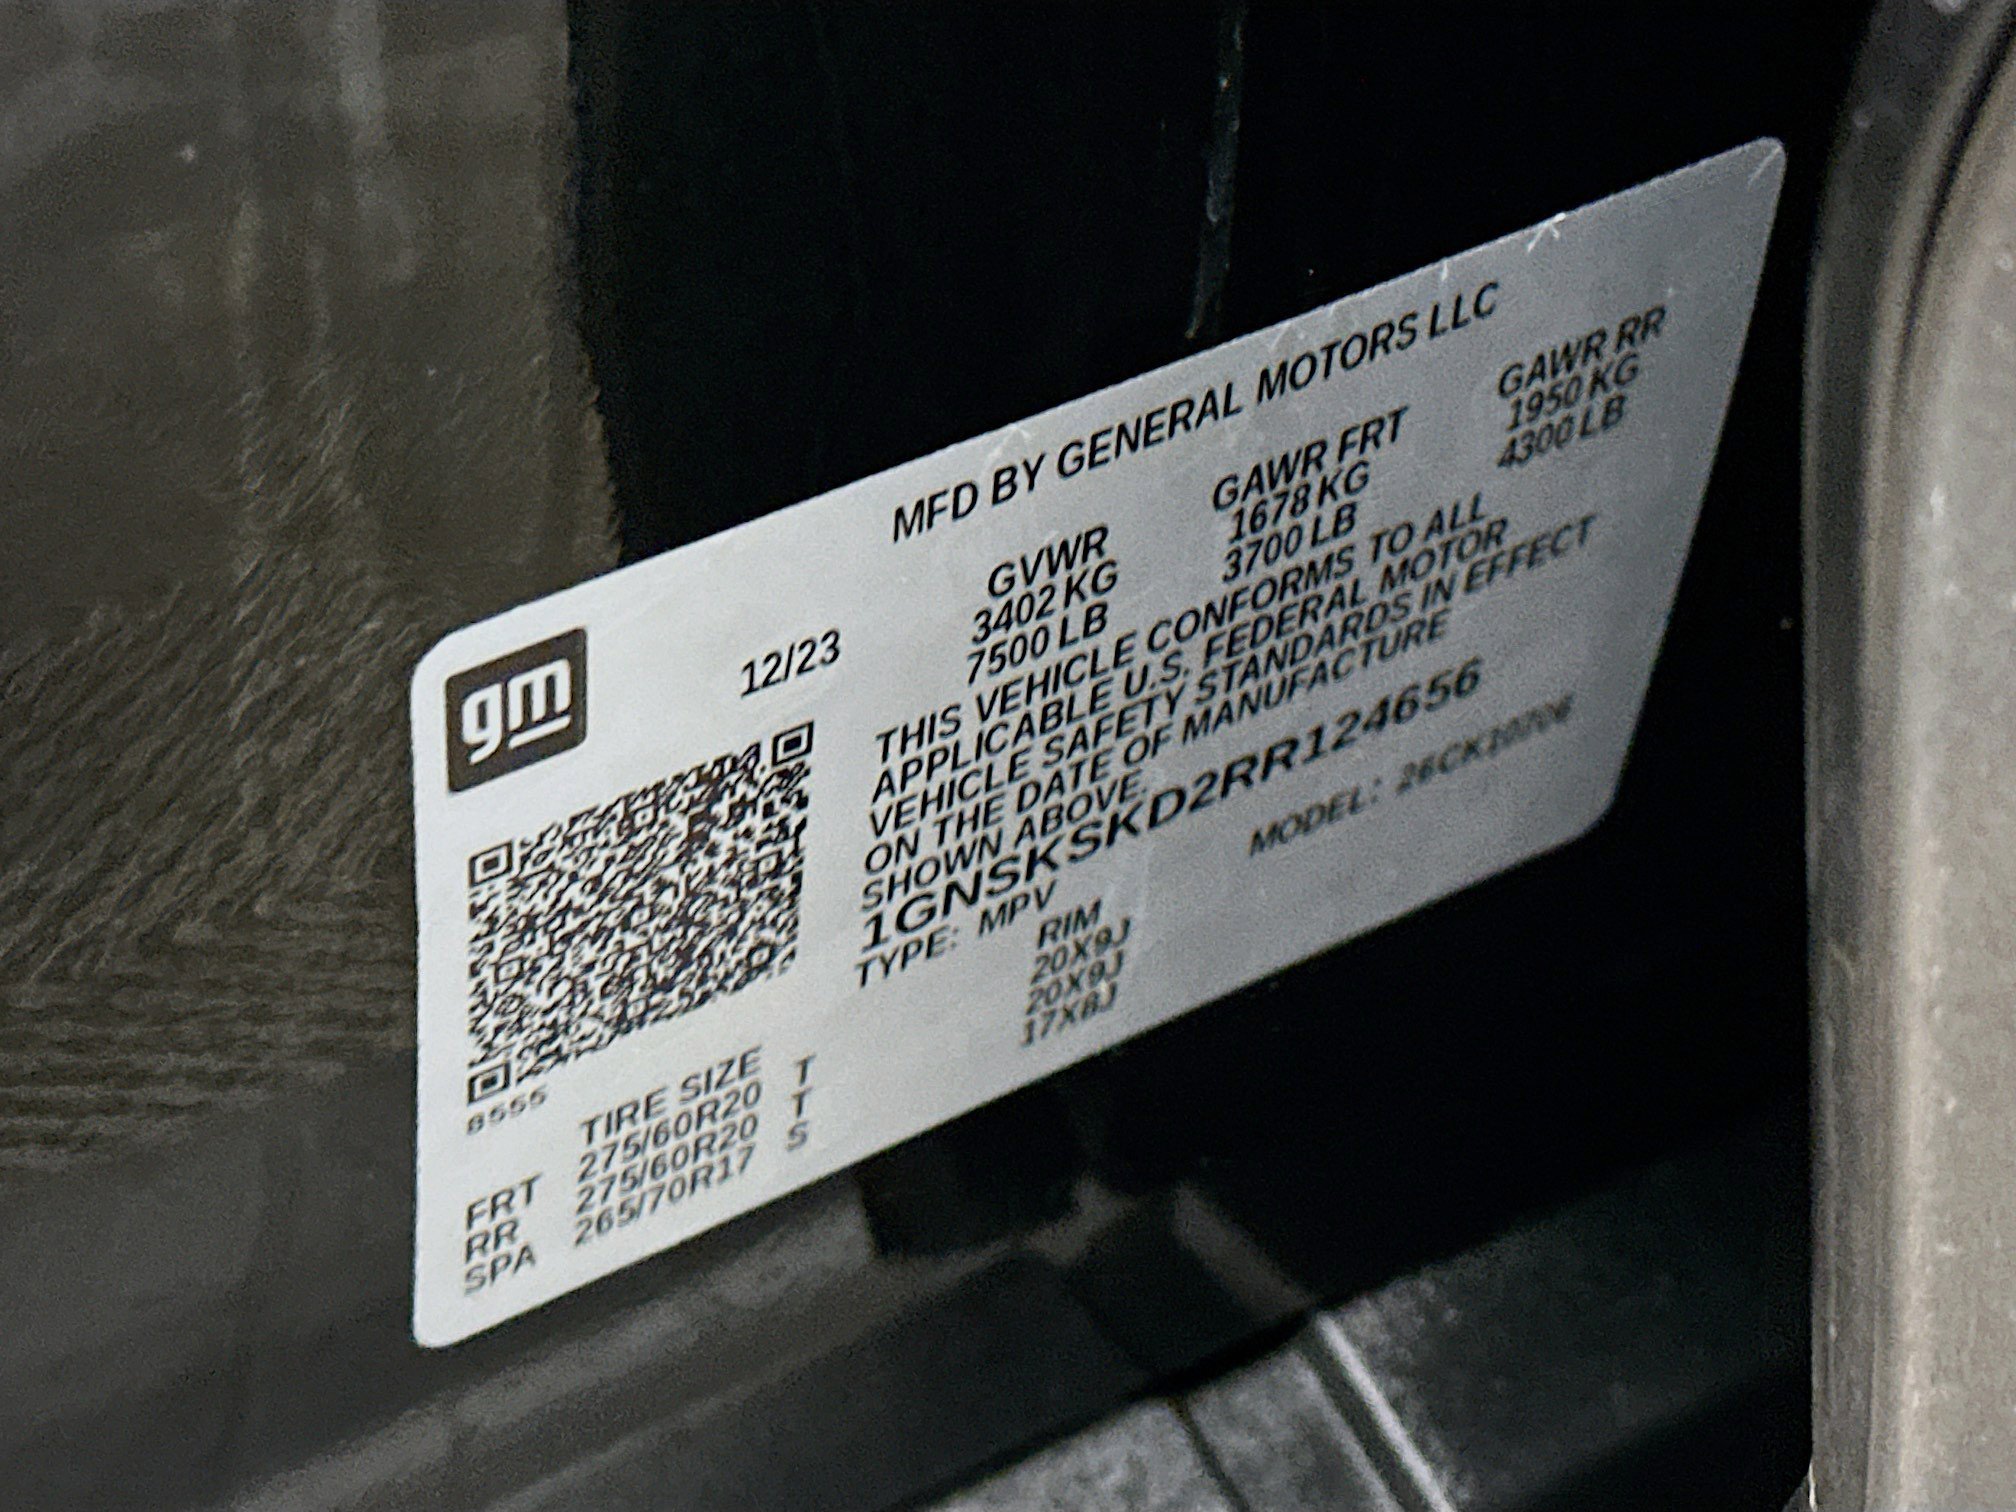 MFD BY GENERAL MOTORS LLC
gm
12/23
GVWR GAWR FRT GAWR RR
3402 KG 1678 KG 1950 KG
7500 LB 3700 LB 4300 LB
THIS VEHICLE CONFORMS TO ALL
APPLICABLE U.S. FEDERAL MOTOR
VEHICLE SAFETY STANDARDS IN EFFECT
ON THE DATE OF MANUFACTURE
SHOWN ABOVE.
1GNSKSKD2RR124656
TYPE: MPV MODEL:
8555
TIRE SIZE RIM
FRT 275/60R20 T 20X9J
RR 275/60R20 T 20X9J
SPA 265/70R17 S 17X8J